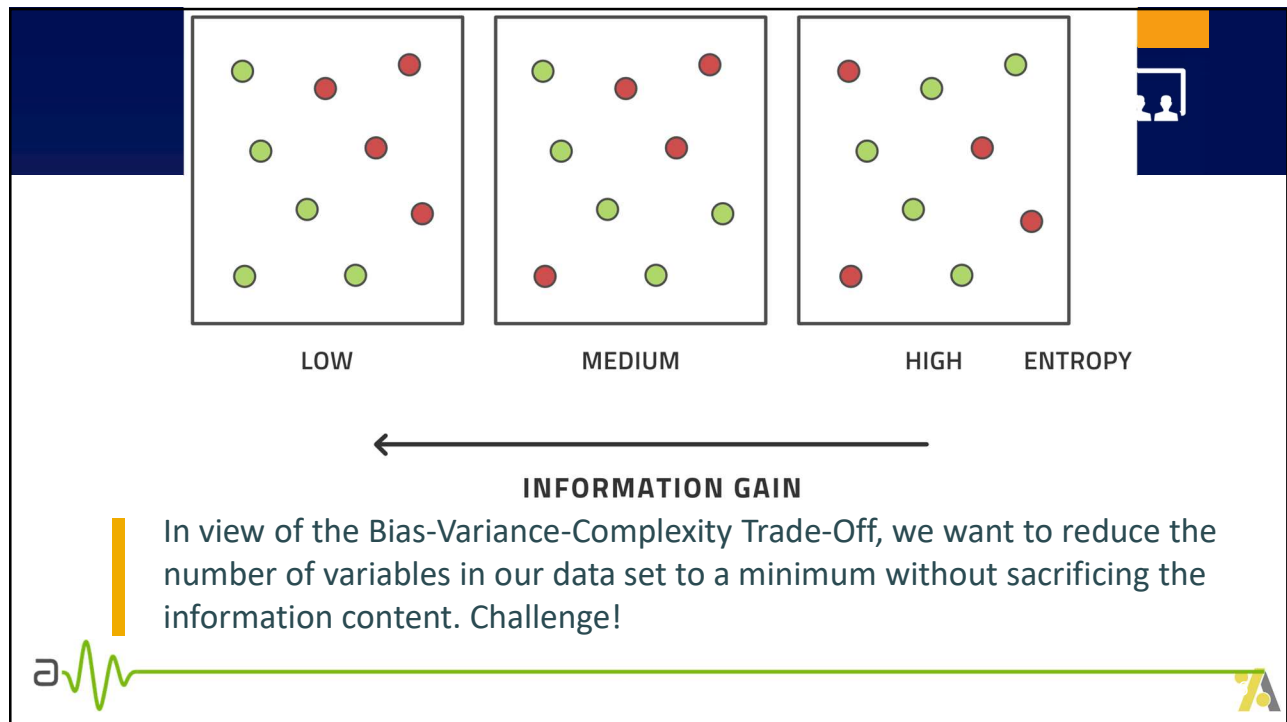 LOW MEDIUM HIGH ENTROPY
INFORMATION GAIN
In view of the Bias-Variance-Complexity Trade-Off, we want to reduce the
number of variables in our data set to a minimum without sacrificing the
information content. Challenge!
a